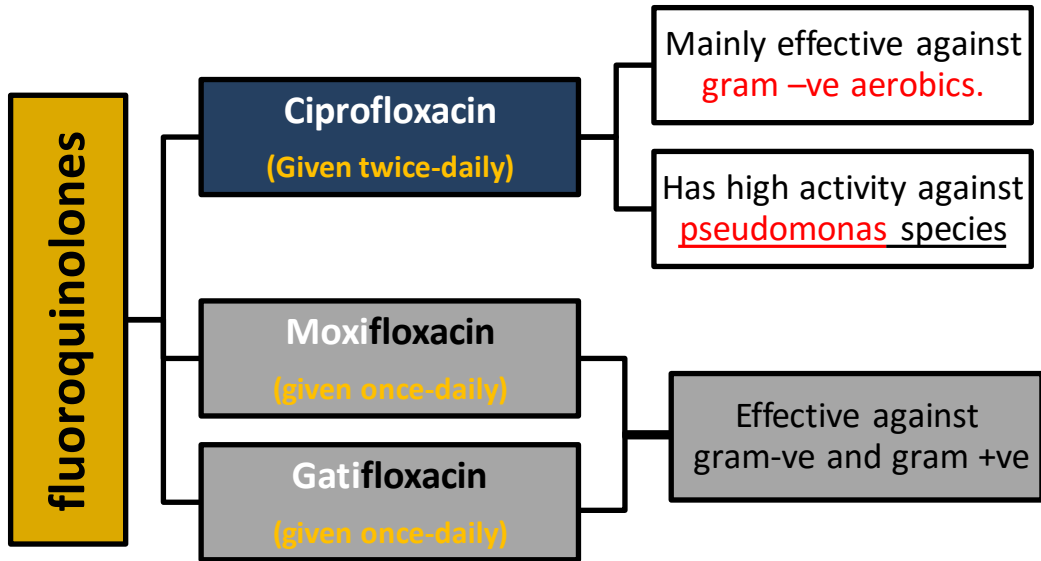 fluoroquinolones
Ciprofloxacin
(Given twice-daily)
Mainly effective against
gram –ve aerobics.
Has high activity against
pseudomonas species
Moxifloxacin
(given once-daily)
Gatifloxacin
(given once-daily)
Effective against
gram-ve and gram +ve